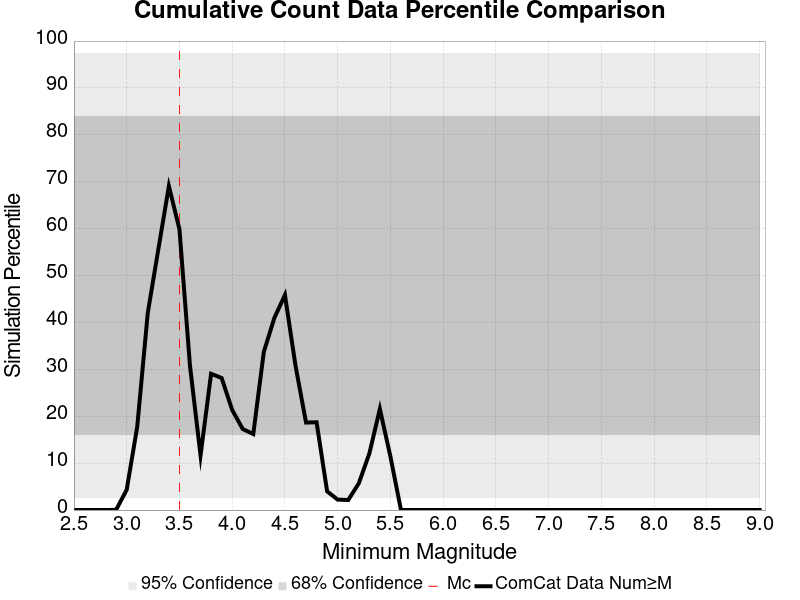 Cumulative Count Data Percentile Comparison
100
90
80
70
60
50
40
30
20
10
0
Simulation Percentile
2.5 3.0 3.5 4.0 4.5 5.0 5.5 6.0 6.5 7.0 7.5 8.0 8.5 9.0
Minimum Magnitude
95% Confidence 68% Confidence Mc ComCat Data Num≥M